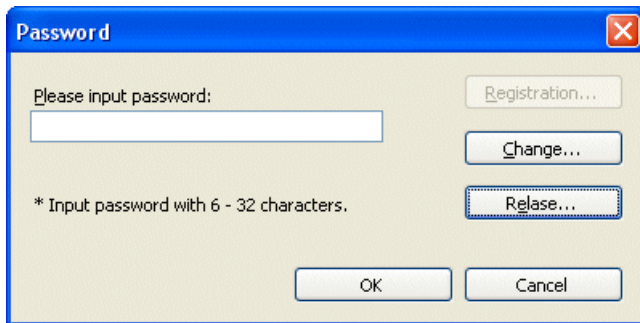 Password
Please input password:
Registration...
Change...
* Input password with 6 - 32 characters.
Relase...
OK
Cancel